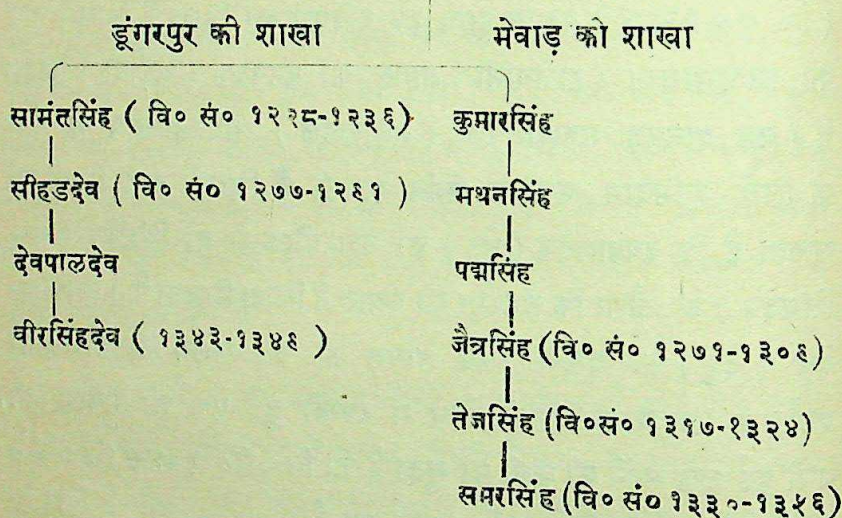 डूंगरपुर की शाखा
मेवाड़ को शाखा
सामंतसिंह ( वि० सं० १२२८-१२३६)
कुमारसिंह
सीहडदेव ( वि० सं० १२७७-१२९१ )
मथनसिंह
देवपालदेव
पद्मसिंह
वीरसिंहदेव ( १३४३-१३४९ )
जैत्रसिंह (वि० सं० १२७१-१३०९)
तेजसिंह (वि०सं० १३१७-१३२४)
समरसिंह (वि० सं० १३३०-१३५६)